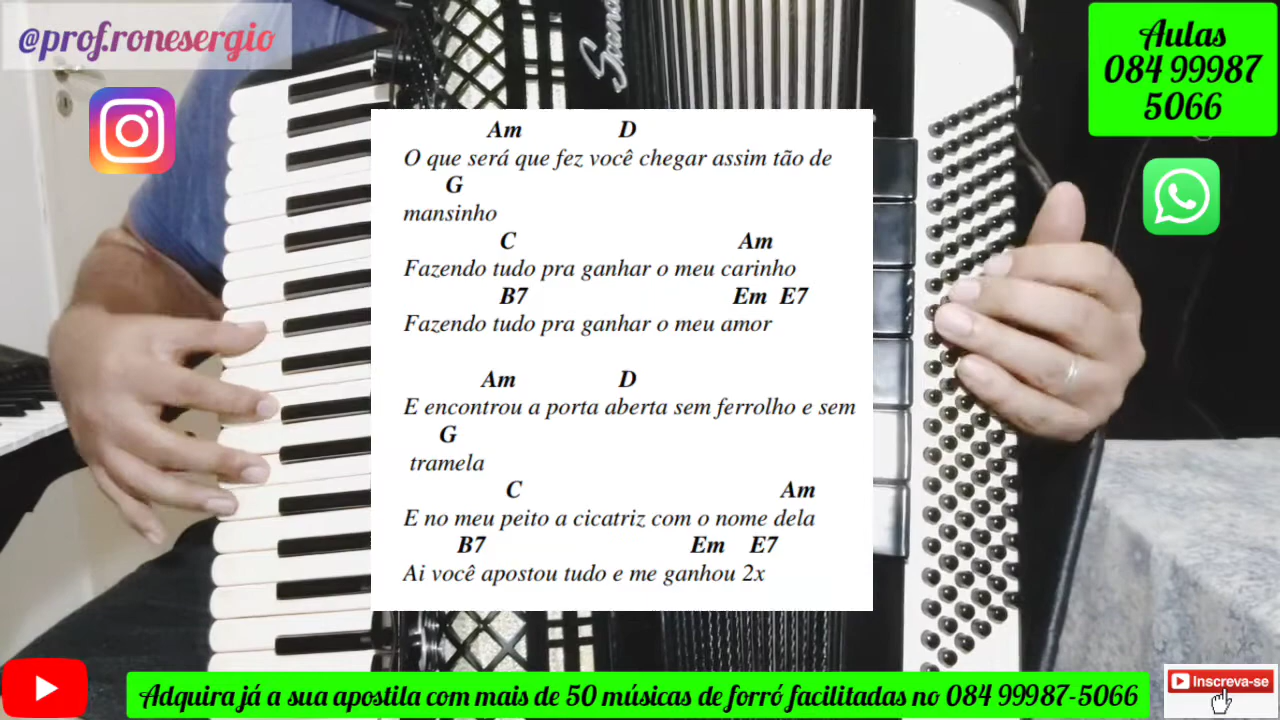 @prof.ronesergio
Aulas
084 99987
5066
Am D
O que será que fez você chegar assim tão de
G
mansinho
C Am
Fazendo tudo pra ganhar o meu carinho
B7 Em E7
Fazendo tudo pra ganhar o meu amor
Am D
E encontrou a porta aberta sem ferrolho e sem
G
tramela
C Am
E no meu peito a cicatriz com o nome dela
B7 Em E7
Ai você apostou tudo e me ganhou 2x
Inscreva-se
Adquira já a sua apostila com mais de 50 músicas de forró facilitadas no 084 99987-5066